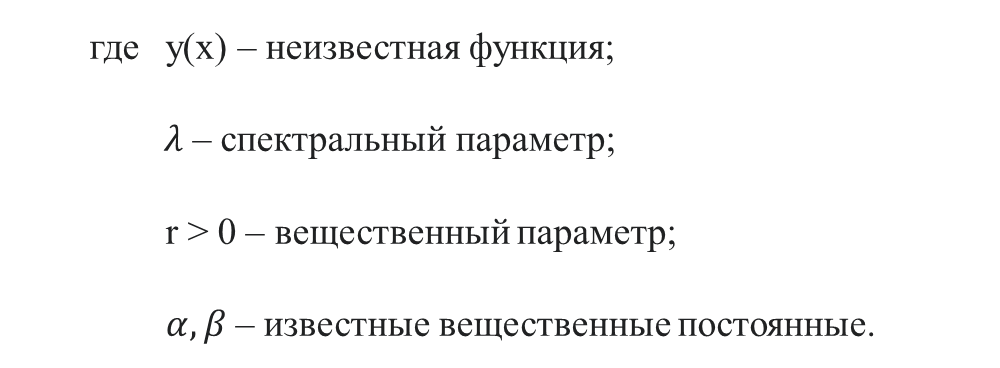 где y(x) – неизвестная функция;
λ – спектральный параметр;
r > 0 – вещественный параметр;
α, β – известные вещественные постоянные.